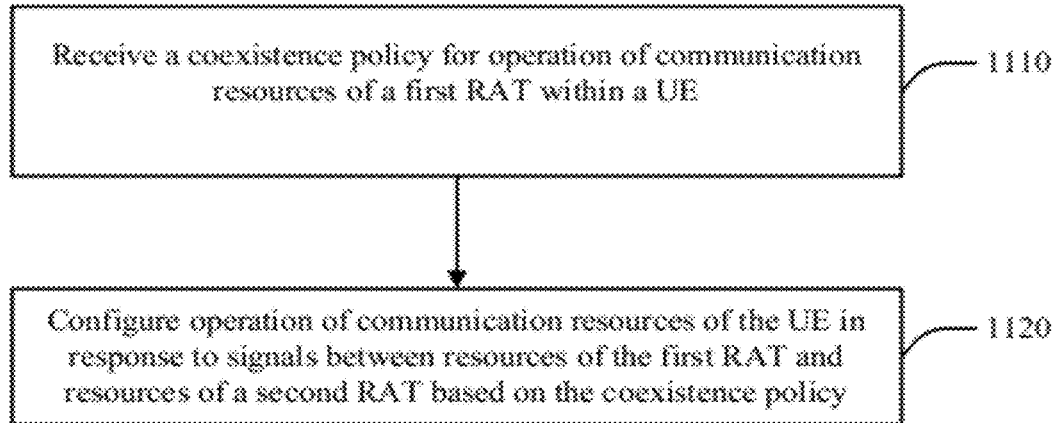 Receive a coexistence policy for operation of communication
resources of a first RAT within a UE
1110
Configure operation of communication resources of the UE in
response to signals between resources of the first RAT and
resources of a second RAT based on the coexistence policy
1120